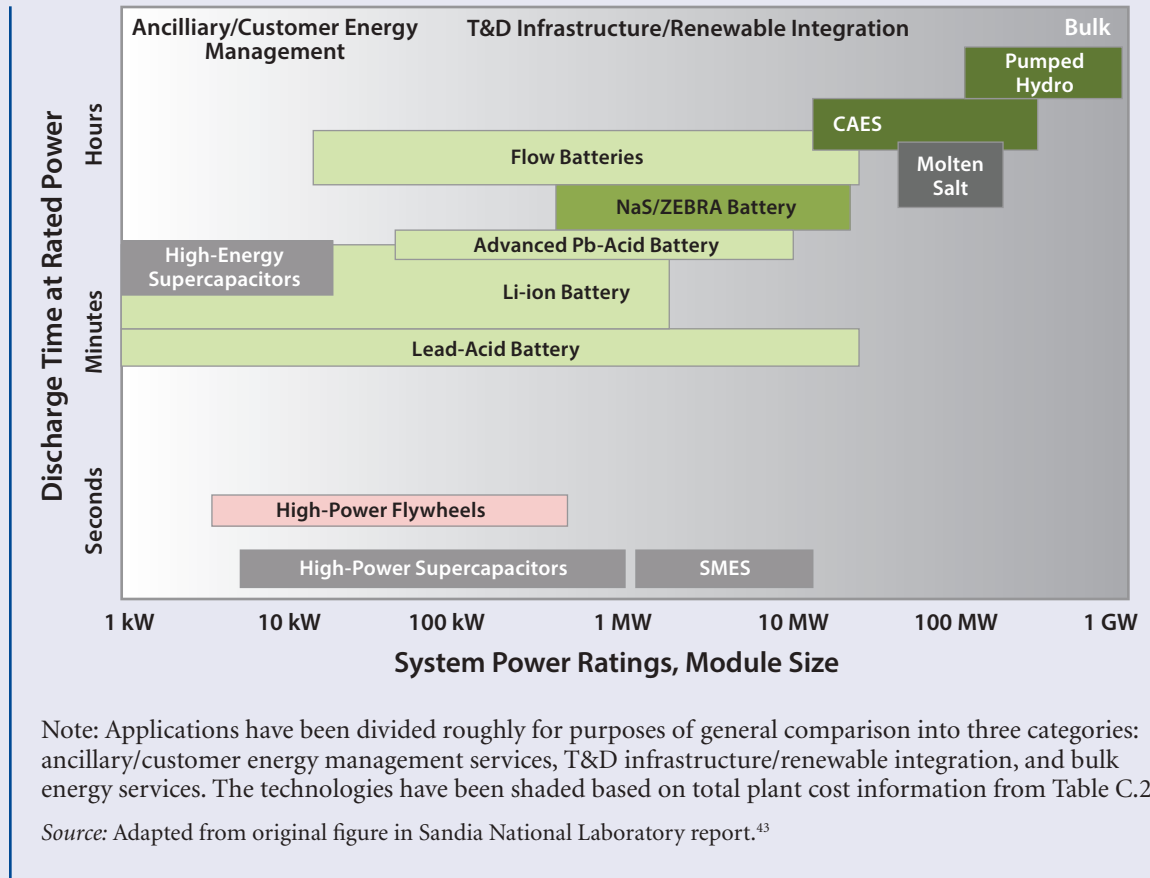 Ancilliary/Customer Energy
Management
T&D Infrastructure/Renewable Integration
Bulk
Pumped
Hydro
CAES
Molten
Salt
Flow Batteries
NaS/ZEBRA Battery
Advanced Pb-Acid Battery
High-Energy
Supercapacitors
Li-ion Battery
Lead-Acid Battery
High-Power Flywheels
High-Power Supercapacitors
SMES
Discharge Time at Rated Power
Hours
Minutes
Seconds
1 kW
10 kW
100 kW
1 MW
10 MW
100 MW
1 GW
System Power Ratings, Module Size
Note: Applications have been divided roughly for purposes of general comparison into three categories:
ancillary/customer energy management services, T&D infrastructure/renewable integration, and bulk
energy services. The technologies have been shaded based on total plant cost information from Table C.2
Source: Adapted from original figure in Sandia National Laboratory report.43